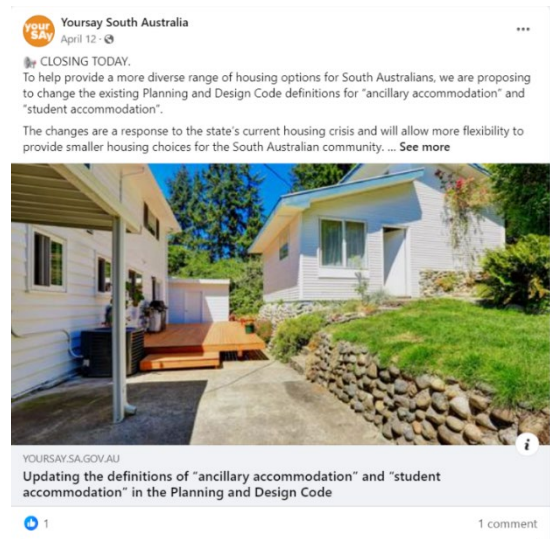 your
SAy
Yoursay South Australia
April 12 ·
CLOSING TODAY.
To help provide a more diverse range of housing options for South Australians, we are proposing
to change the existing Planning and Design Code definitions for "ancillary accommodation" and
"student accommodation".
The changes are a response to the state's current housing crisis and will allow more flexibility to
provide smaller housing choices for the South Australian community. ... See more
i
YOURSAY.SA.GOV.AU
Updating the definitions of "ancillary accommodation" and "student
accommodation" in the Planning and Design Code
1
1 comment